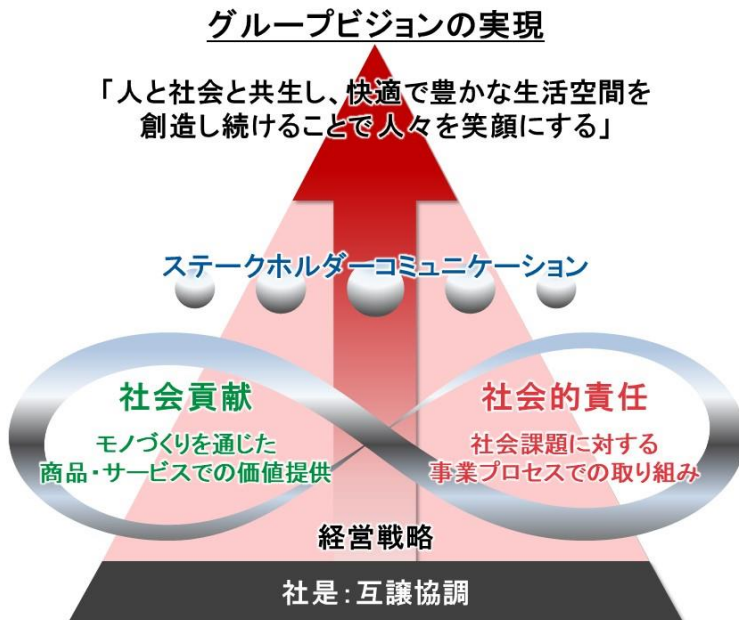 グループビジョンの実現
「人と社会と共生し、快適で豊かな生活空間を
創造し続けることで人々を笑顔にする」
ステークホルダーコミュニケーション
社会貢献
モノづくりを通じた
商品・サービスでの価値提供
社会的責任
社会課題に対する
事業プロセスでの取り組み
経営戦略
社是:互譲協調